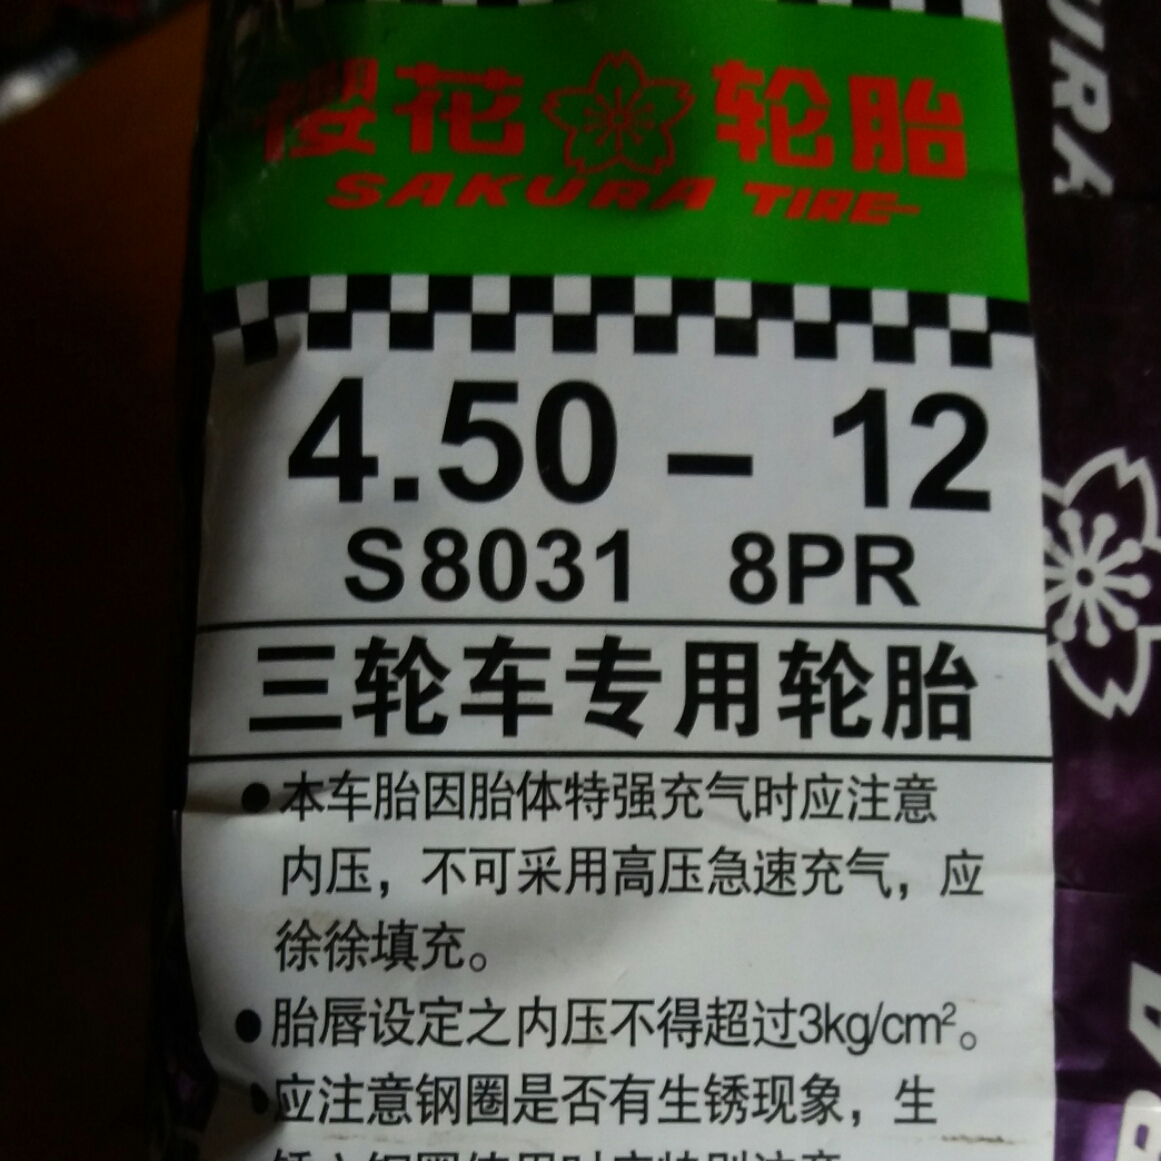 樱花 轮胎
SAKURA TIRE
4.50 – 12
S8031 8PR
三轮车专用轮胎
●本车胎因胎体特强充气时应注意
内压，不可采用高压急速充气，应
徐徐填充。
●胎唇设定之内压不得超过3kg/cm²。
●应注意钢圈是否有生锈现象，生
URA